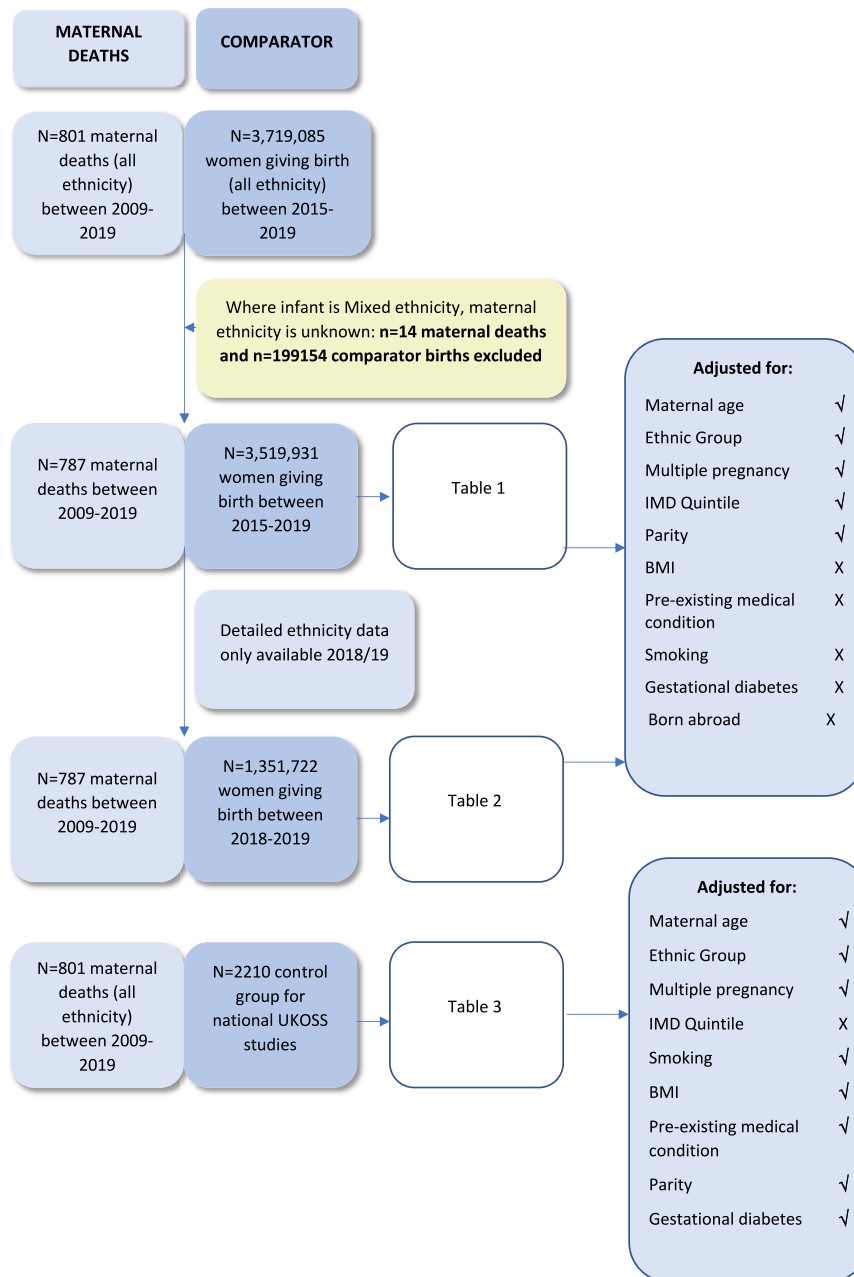 MATERNAL
DEATHS
COMPARATOR
N=801 maternal
deaths (all
ethnicity)
between 2009-
2019
N=3,719,085
women giving birth
(all ethnicity)
between 2015-
2019
Where infant is Mixed ethnicity, maternal
ethnicity is unknown: n=14 maternal deaths
and n=199154 comparator births excluded
N=787 maternal
deaths between
2009-2019
N=3,519,931
women giving
birth between
2015-2019
Table 1
Adjusted for:
Maternal age √
Ethnic Group √
Multiple pregnancy √
IMD Quintile √
Parity √
BMI X
Pre-existing medical X
condition
Smoking X
Gestational diabetes X
Born abroad X
Detailed ethnicity data
only available 2018/19
N=787 maternal
deaths between
2009-2019
N=1,351,722
women giving
birth between
2018-2019
Table 2
N=801 maternal
deaths (all
ethnicity)
between 2009-
2019
N=2210 control
group for
national UKOSS
studies
Table 3
Adjusted for:
Maternal age √
Ethnic Group √
Multiple pregnancy √
IMD Quintile X
Smoking √
BMI √
Pre-existing medical √
condition
Parity √
Gestational diabetes √